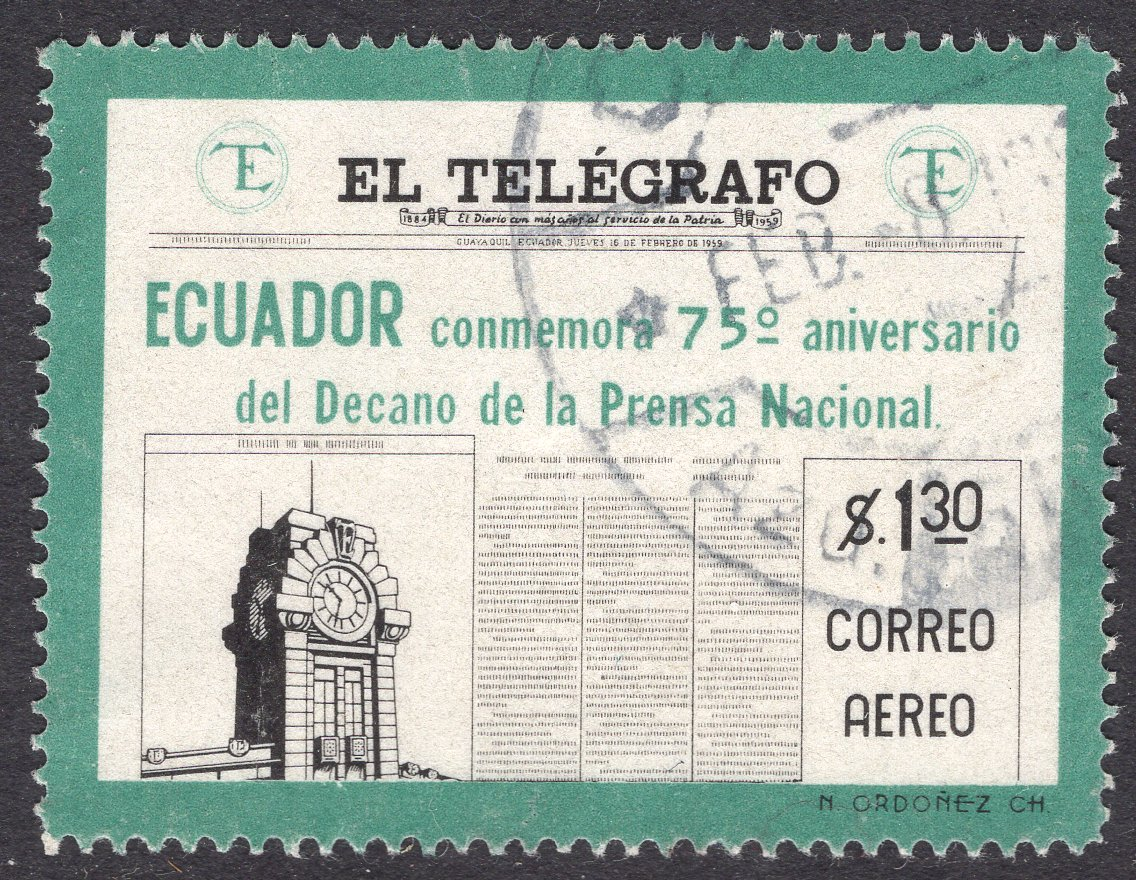 TE
EL TELÉGRAFO
TE
1884 El Diario con más años al servicio de la Patria 1959
GUAYAQUIL ECUADOR, JUEVES 16 DE FEBRERO DE 1959
ECUADOR conmemora 75º aniversario
del Decano de la Prensa Nacional.
$.1.30
CORREO
AEREO
N. ORDOÑEZ CH.
FEB.